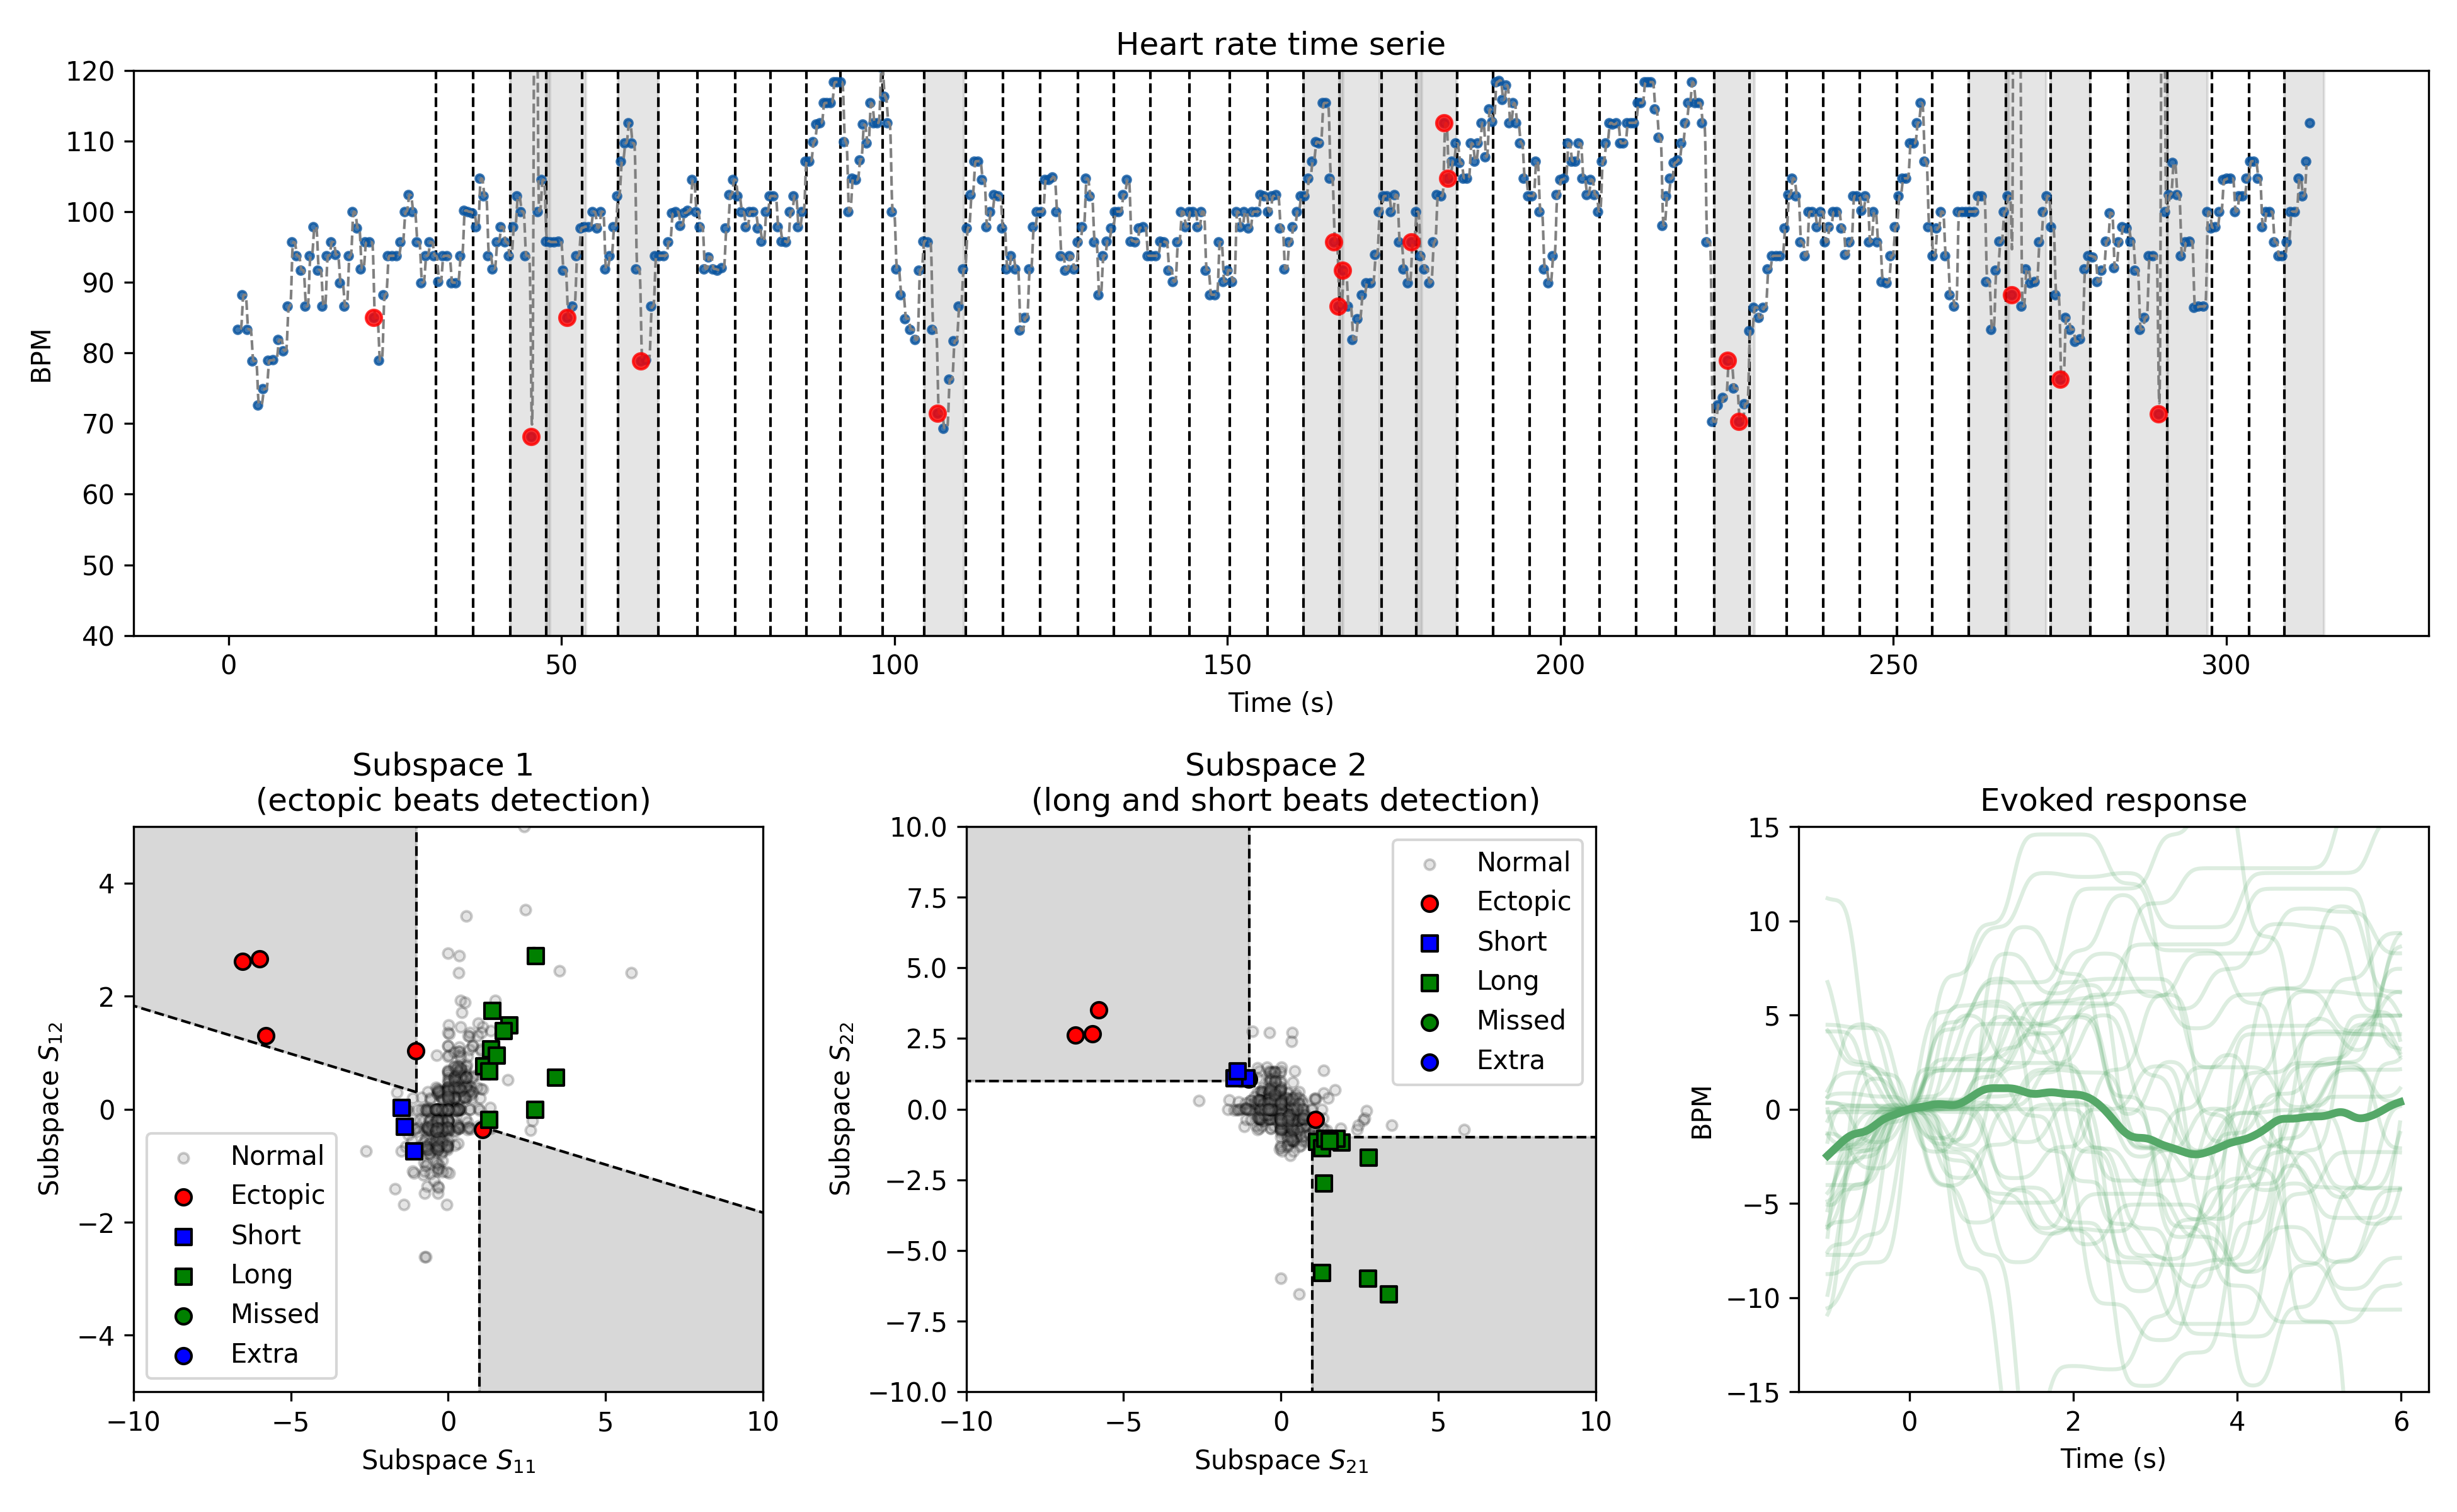 Heart rate time serie
120
110
100
90
80
70
60
50
40
BPM
0 50 100 150 200 250 300
Time (s)
Subspace 1
(ectopic beats detection)
4
2
0
−2
−4
Subspace S₁₂
Normal
Ectopic
Short
Long
Missed
Extra
−10 −5 0 5 10
Subspace S₁₁
Subspace 2
(long and short beats detection)
10.0
7.5
5.0
2.5
0.0
−2.5
−5.0
−7.5
−10.0
Subspace S₂₂
Normal
Ectopic
Short
Long
Missed
Extra
−10 −5 0 5 10
Subspace S₂₁
Evoked response
15
10
5
0
−5
−10
−15
BPM
0 2 4 6
Time (s)